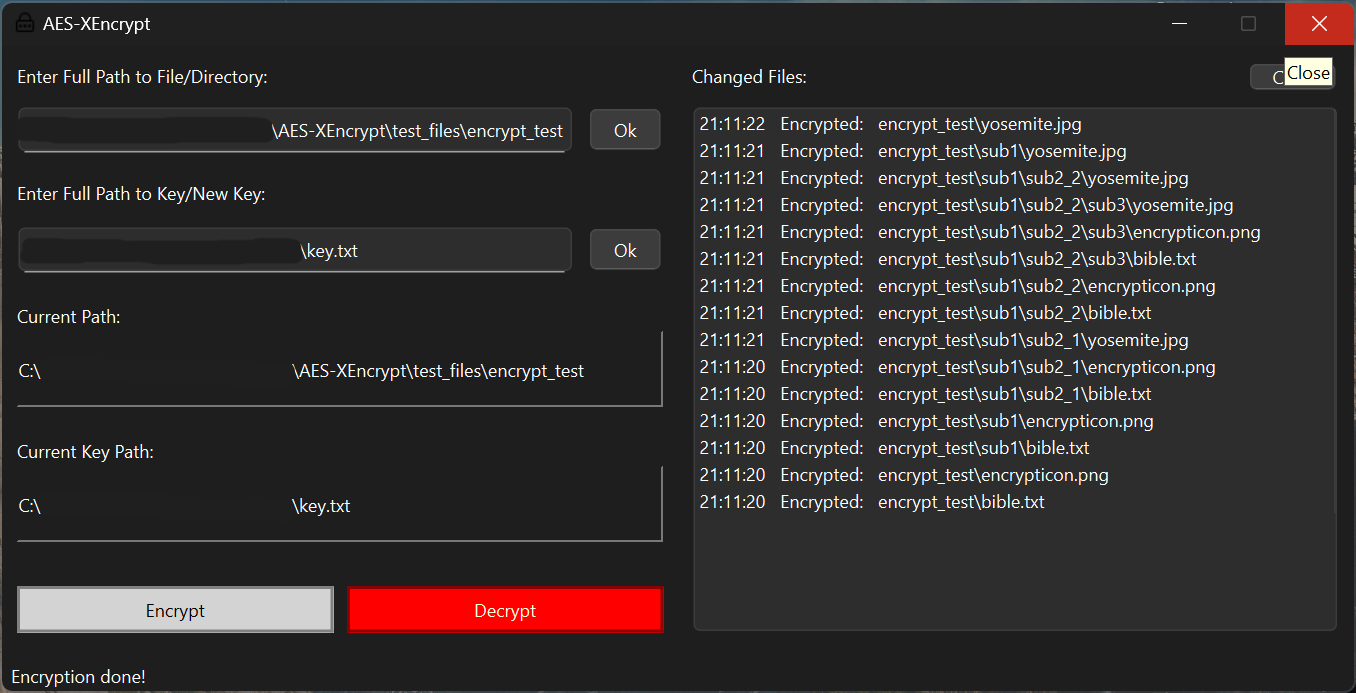 AES-XEncrypt
Enter Full Path to File/Directory:
\AES-XEncrypt\test_files\encrypt_test
Ok
Enter Full Path to Key/New Key:
\key.txt
Ok
Current Path:
C:\ \AES-XEncrypt\test_files\encrypt_test
Current Key Path:
C:\ \key.txt
Encrypt
Decrypt
Encryption done!
Changed Files:
Close
21:11:22 Encrypted: encrypt_test\yosemite.jpg
21:11:21 Encrypted: encrypt_test\sub1\yosemite.jpg
21:11:21 Encrypted: encrypt_test\sub1\sub2_2\yosemite.jpg
21:11:21 Encrypted: encrypt_test\sub1\sub2_2\sub3\yosemite.jpg
21:11:21 Encrypted: encrypt_test\sub1\sub2_2\sub3\encrypticon.png
21:11:21 Encrypted: encrypt_test\sub1\sub2_2\sub3\bible.txt
21:11:21 Encrypted: encrypt_test\sub1\sub2_2\encrypticon.png
21:11:21 Encrypted: encrypt_test\sub1\sub2_2\bible.txt
21:11:21 Encrypted: encrypt_test\sub1\sub2_1\yosemite.jpg
21:11:20 Encrypted: encrypt_test\sub1\sub2_1\encrypticon.png
21:11:20 Encrypted: encrypt_test\sub1\sub2_1\bible.txt
21:11:20 Encrypted: encrypt_test\sub1\encrypticon.png
21:11:20 Encrypted: encrypt_test\sub1\bible.txt
21:11:20 Encrypted: encrypt_test\encrypticon.png
21:11:20 Encrypted: encrypt_test\bible.txt